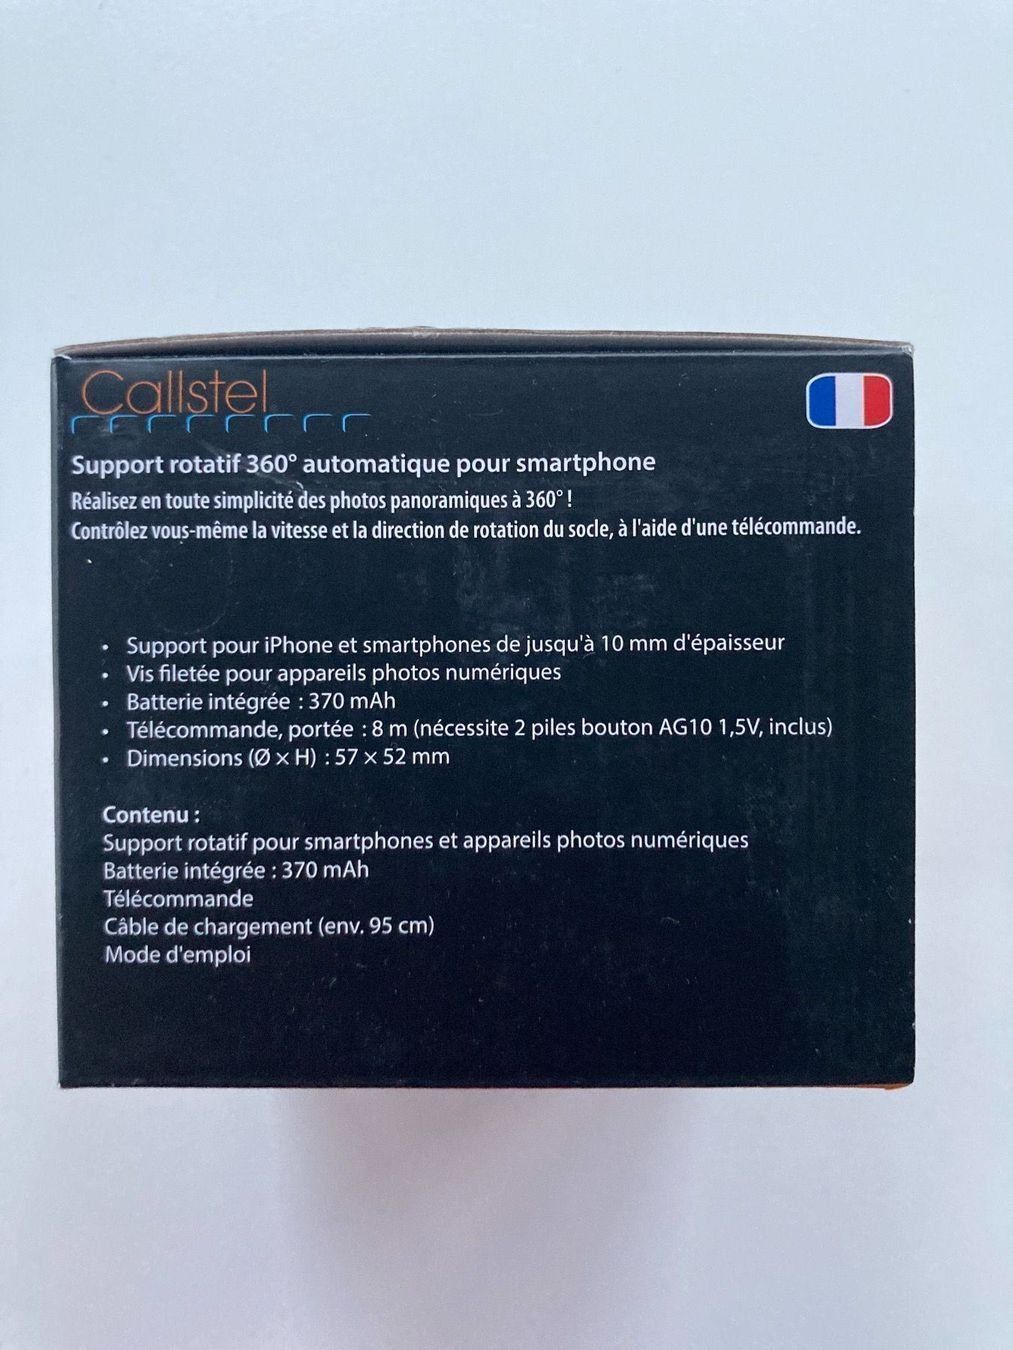 Callstel
Support rotatif 360° automatique pour smartphone
Réalisez en toute simplicité des photos panoramiques à 360° !
Contrôlez vous-même la vitesse et la direction de rotation du socle, à l'aide d'une télécommande.
• Support pour iPhone et smartphones de jusqu'à 10 mm d'épaisseur
• Vis filetée pour appareils photos numériques
• Batterie intégrée : 370 mAh
• Télécommande, portée : 8 m (nécessite 2 piles bouton AG10 1,5V, inclus)
• Dimensions (Ø × H) : 57 × 52 mm
Contenu :
Support rotatif pour smartphones et appareils photos numériques
Batterie intégrée : 370 mAh
Télécommande
Câble de chargement (env. 95 cm)
Mode d'emploi